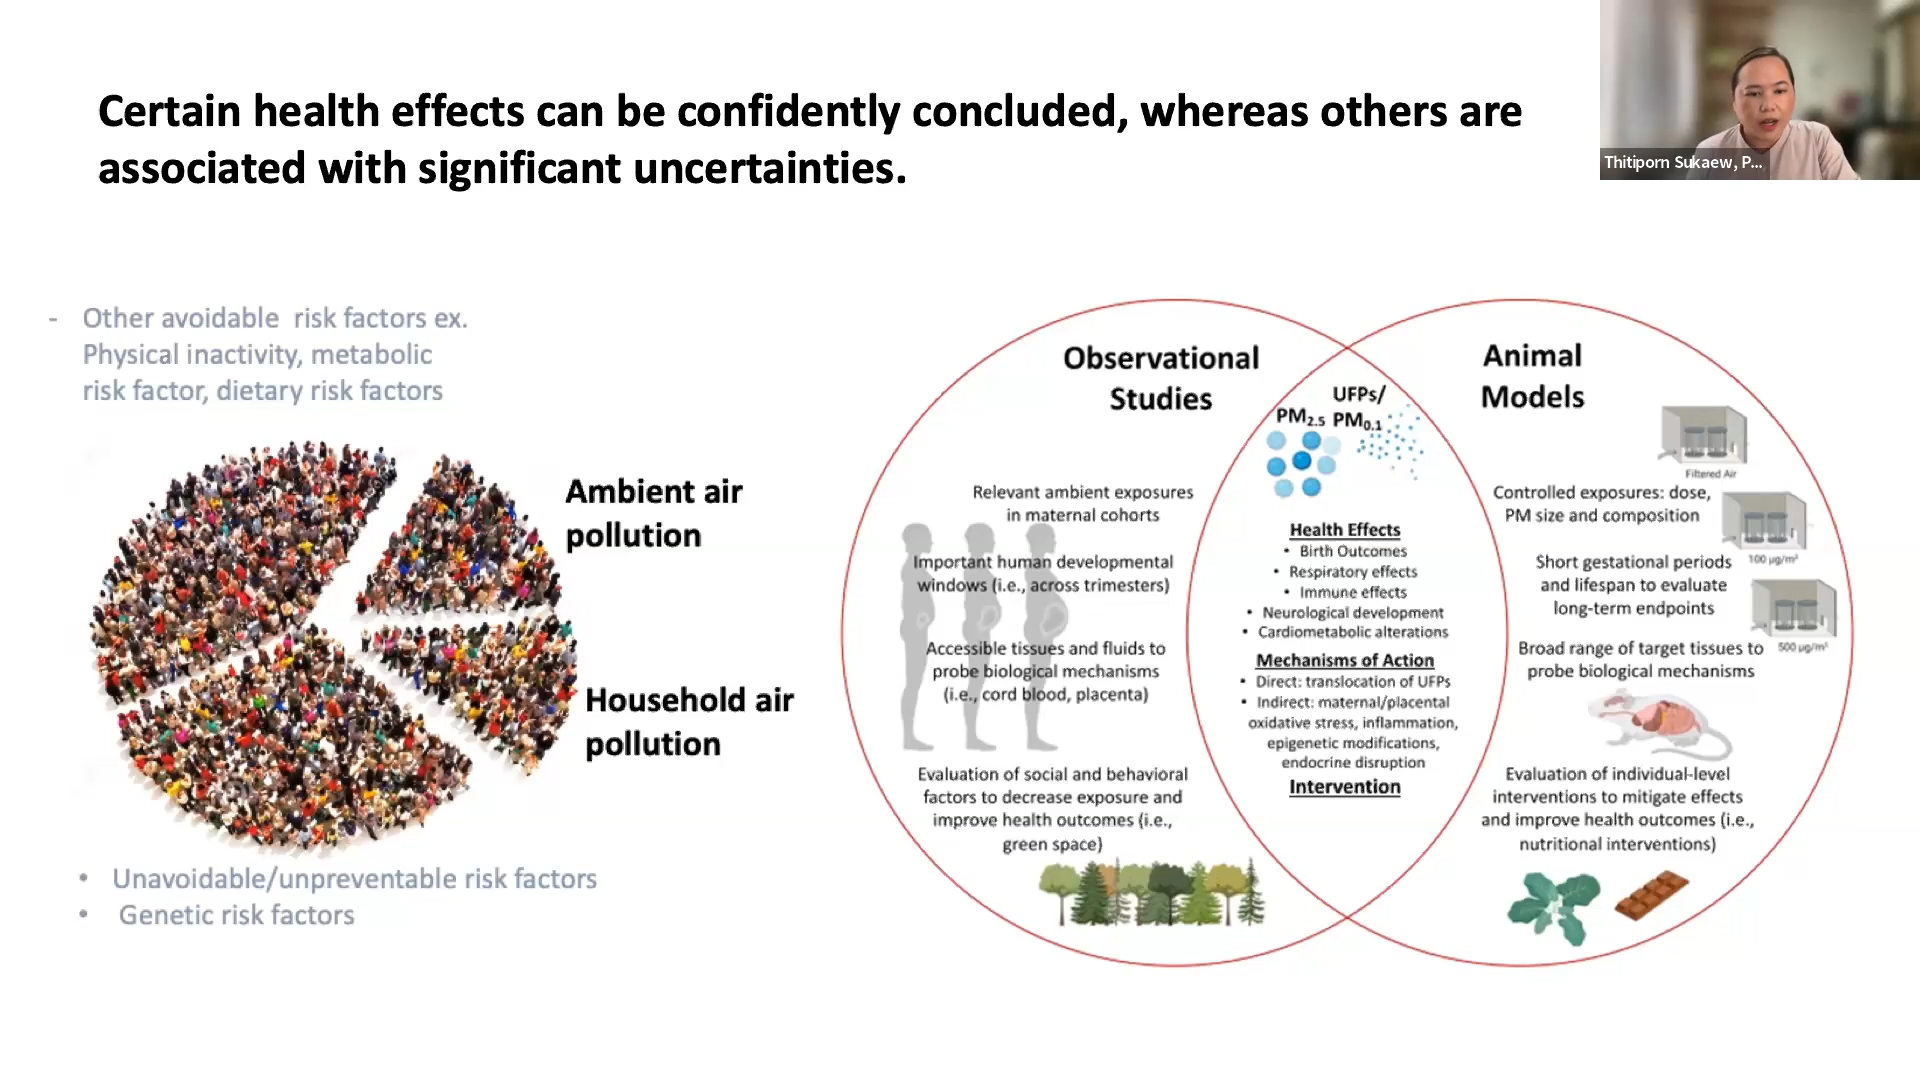 Certain health effects can be confidently concluded, whereas others are
associated with significant uncertainties.
Thitiporn Sukaew, P...
- Other avoidable risk factors ex.
Physical inactivity, metabolic
risk factor, dietary risk factors
Ambient air
pollution
Household air
pollution
• Unavoidable/unpreventable risk factors
• Genetic risk factors
Observational
Studies
Relevant ambient exposures
in maternal cohorts
Important human developmental
windows (i.e., across trimesters)
Accessible tissues and fluids to
probe biological mechanisms
(i.e., cord blood, placenta)
Evaluation of social and behavioral
factors to decrease exposure and
improve health outcomes (i.e.,
green space)
UFPs/
PM2.5 PM0.1
Health Effects
• Birth Outcomes
• Respiratory effects
• Immune effects
• Neurological development
• Cardiometabolic alterations
Mechanisms of Action
• Direct: translocation of UFPs
• Indirect: maternal/placental
oxidative stress, inflammation,
epigenetic modifications,
endocrine disruption
Intervention
Animal
Models
Filtered Air
Controlled exposures: dose,
PM size and composition
100 µg/m³
Short gestational periods
and lifespan to evaluate
long-term endpoints
500 µg/m³
Broad range of target tissues to
probe biological mechanisms
Evaluation of individual-level
interventions to mitigate effects
and improve health outcomes (i.e.,
nutritional interventions)